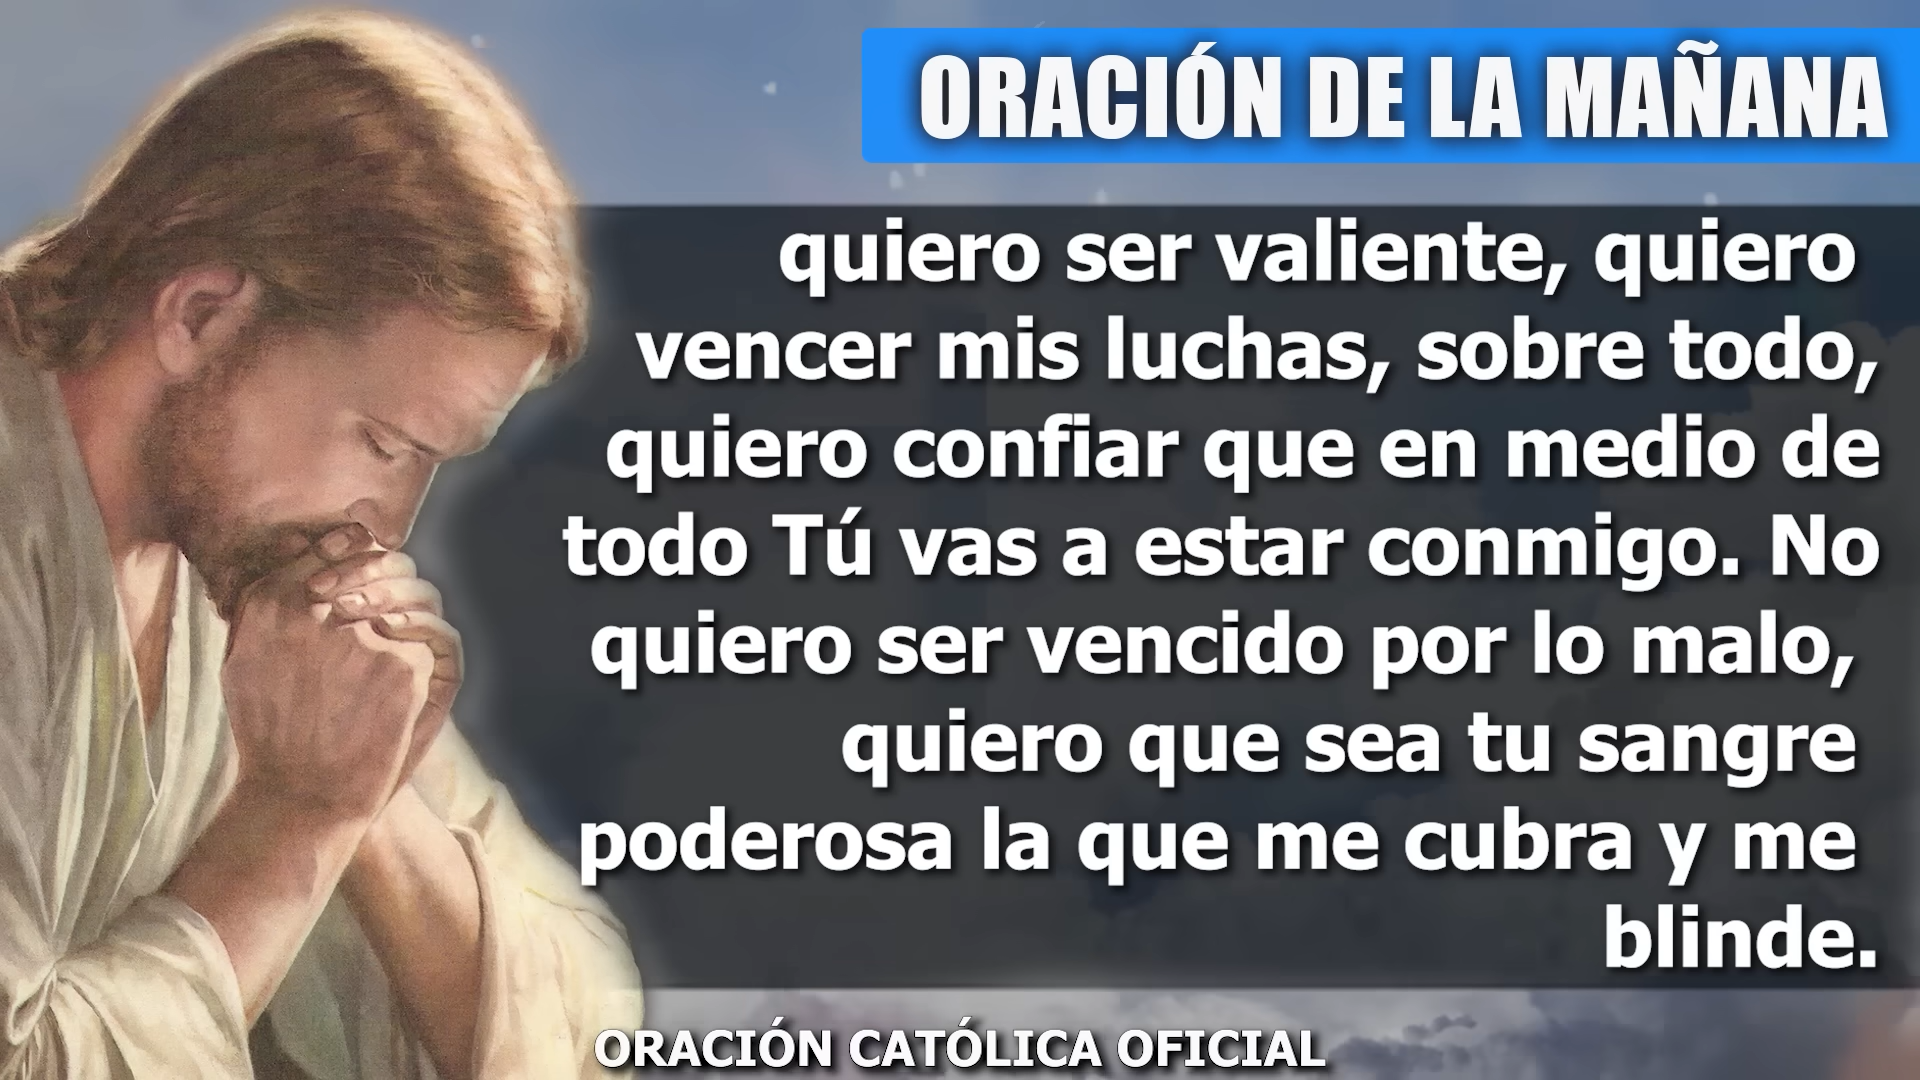 ORACIÓN DE LA MAÑANA
quiero ser valiente, quiero
vencer mis luchas, sobre todo,
quiero confiar que en medio de
todo Tú vas a estar conmigo. No
quiero ser vencido por lo malo,
quiero que sea tu sangre
poderosa la que me cubra y me
blinde.
ORACIÓN CATÓLICA OFICIAL